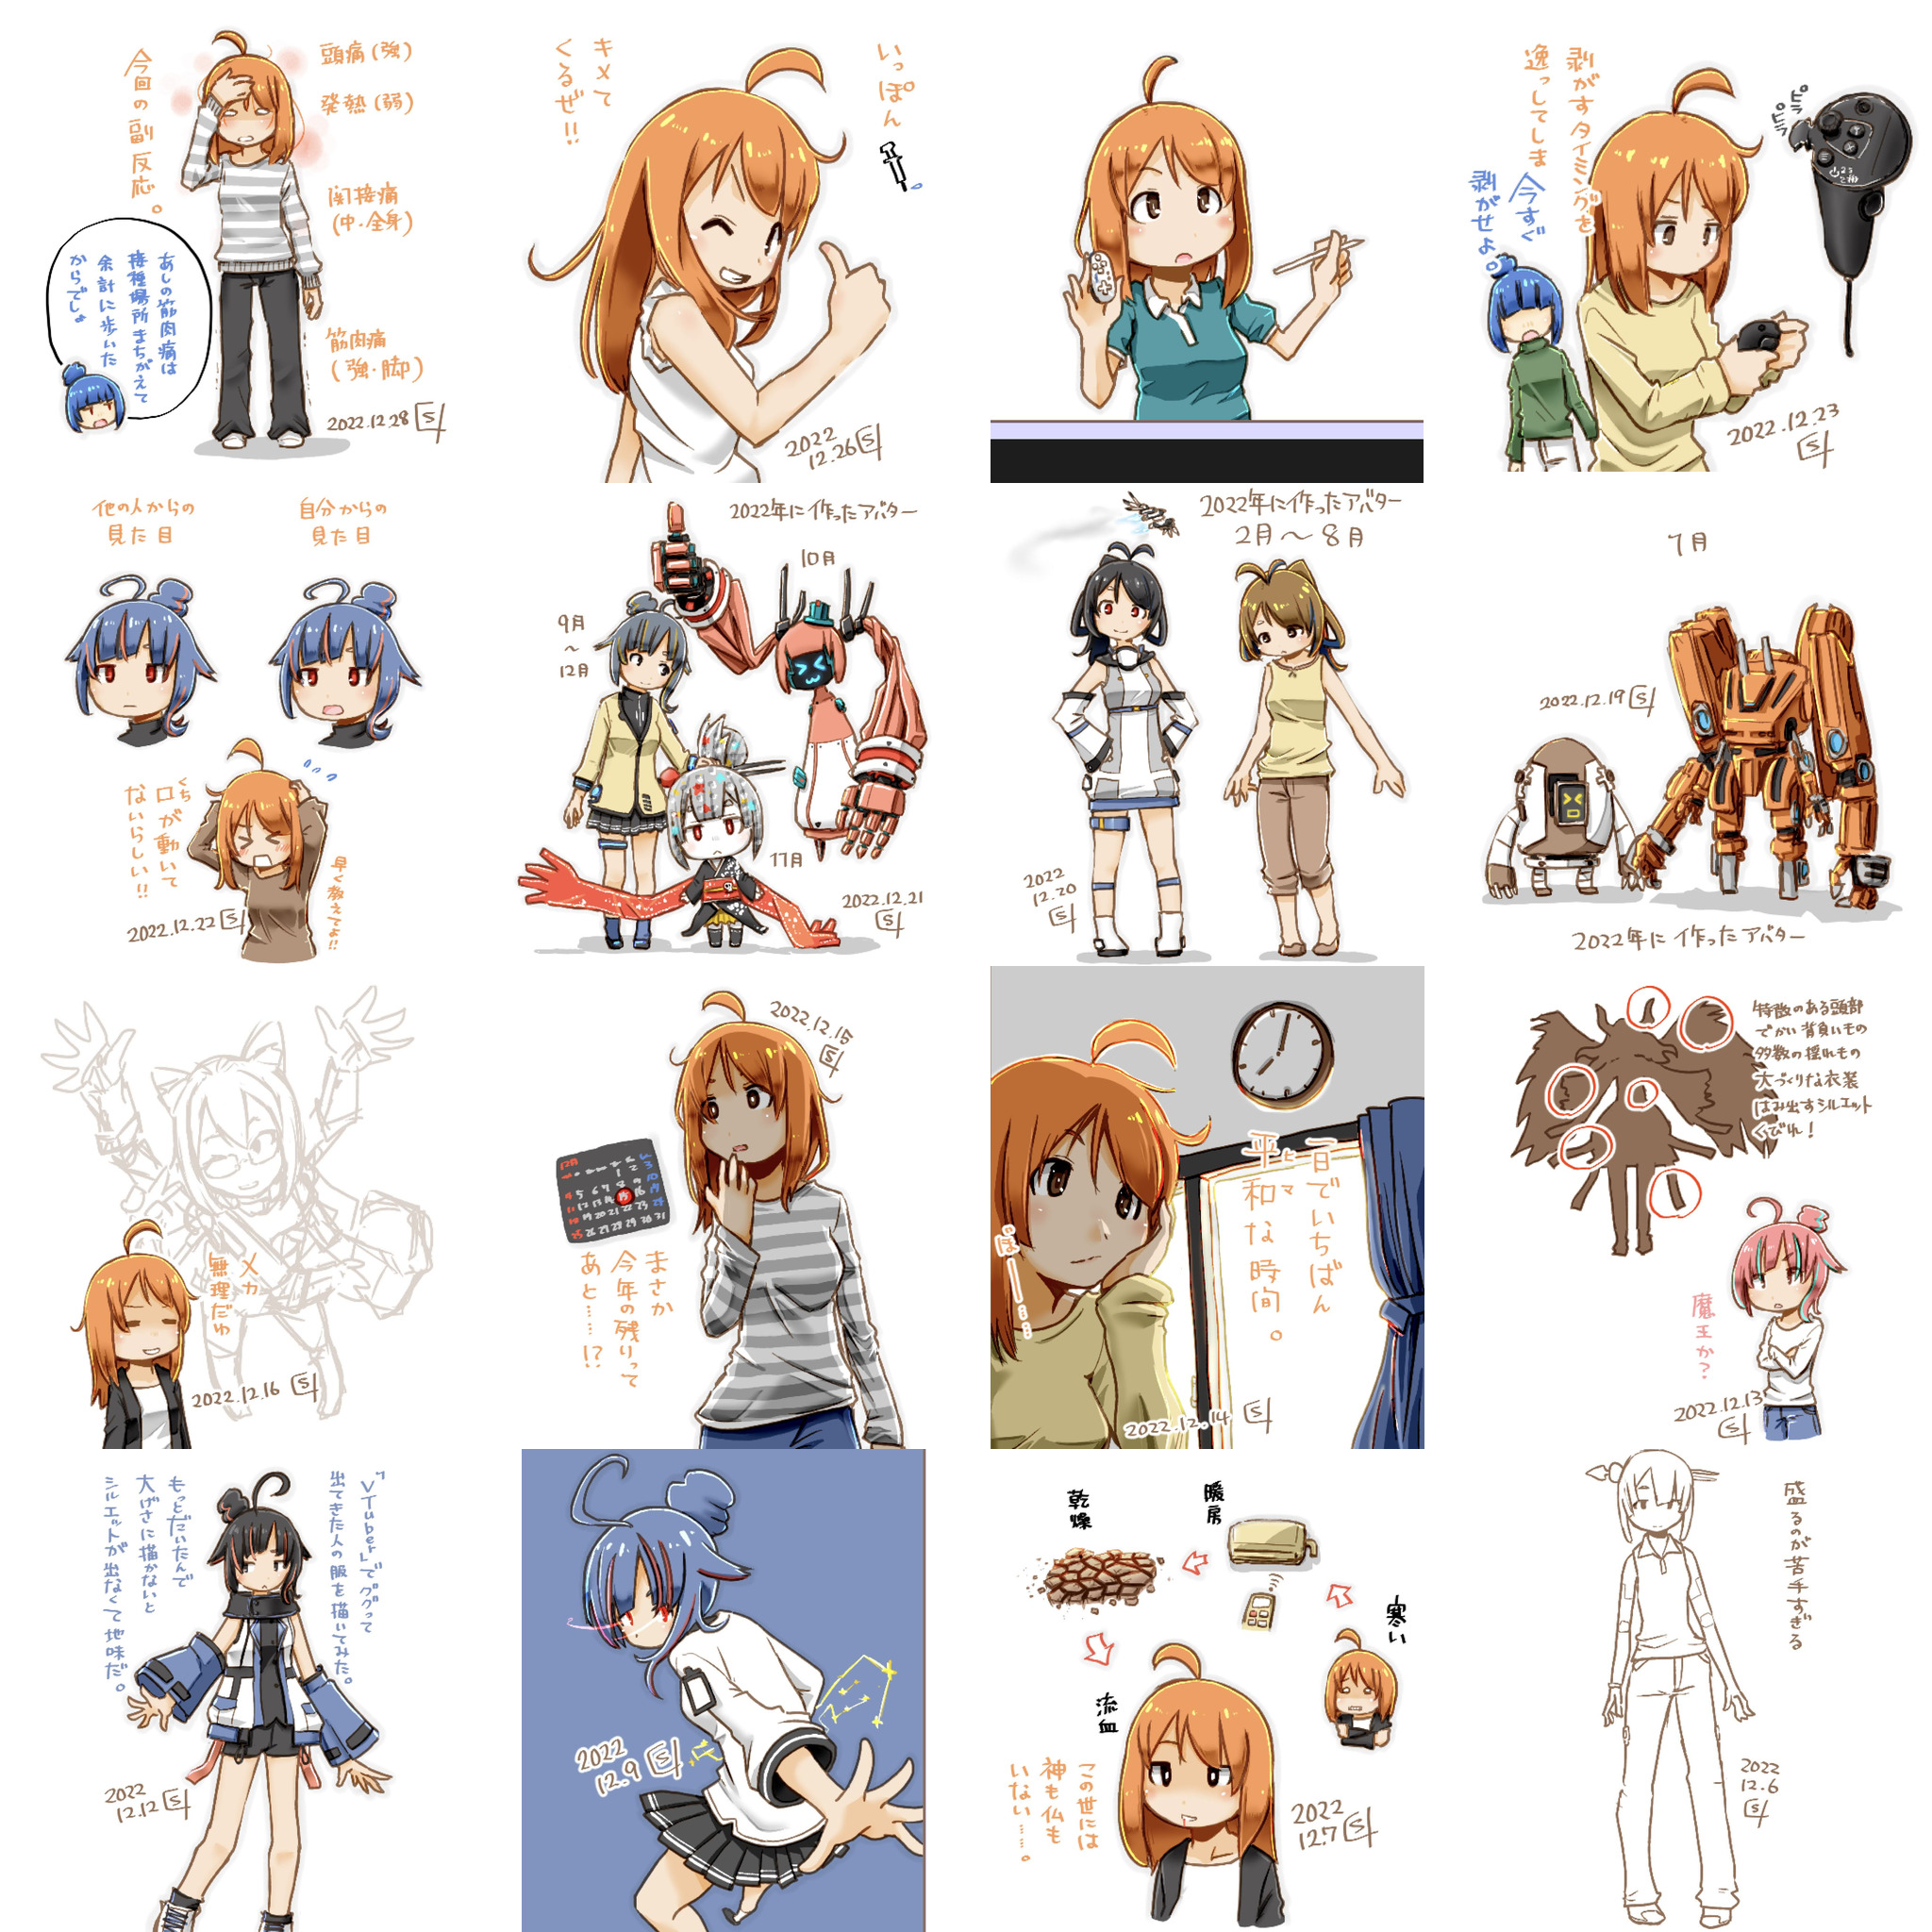 今回の副反応。
頭痛(強)
発熱(弱)
関接痛
(中・全身)
筋肉痛
(強・脚)
あしの筋肉痛は
接種場所まちがえて
余計に歩いた
からでしょ
2022.12.28
いっぽん
キメて
くるぜ!!
2022
12.26
剥がすタイミングを
逸っしてしま
今すぐ
剥がせよ。
ピラ
ピラ
2022.12.23
他の人からの
見た目
自分からの
見た目
くち
口が動いて
ないらしい!!
早く教えてよ!!
2022.12.22
2022年に作ったアバター
10月
9月
~
12月
11月
2022.12.21
2022年に作ったアバター
2月~8月
2022
12.20
7月
2022.12.19
2022年に作ったアバター
メカ
無理だわ
2022.12.16
2022.12.15
12月
まさか
今年の残りって
あと……!?
一日でいちばん
平和な時間。
ヒマ
ぼーー……
2022.12.14
特徴のある頭部
でかい背負いもの
多数の揺れもの
大づくりな衣装
はみ出すシルエット
くびれ!
魔王か?
2022.12.13
"VTuber"でググって
出てきた人の服を描いてみた。
もっとだいたんで
大げさに描かないと
シルエットが出なくて地味だ。
2022
12.12
2022
12.9
乾燥
暖房
寒い
流血
この世には
神も仏も
いない……。
2022
12.7
盛るのが苦手すぎる
2022
12.6